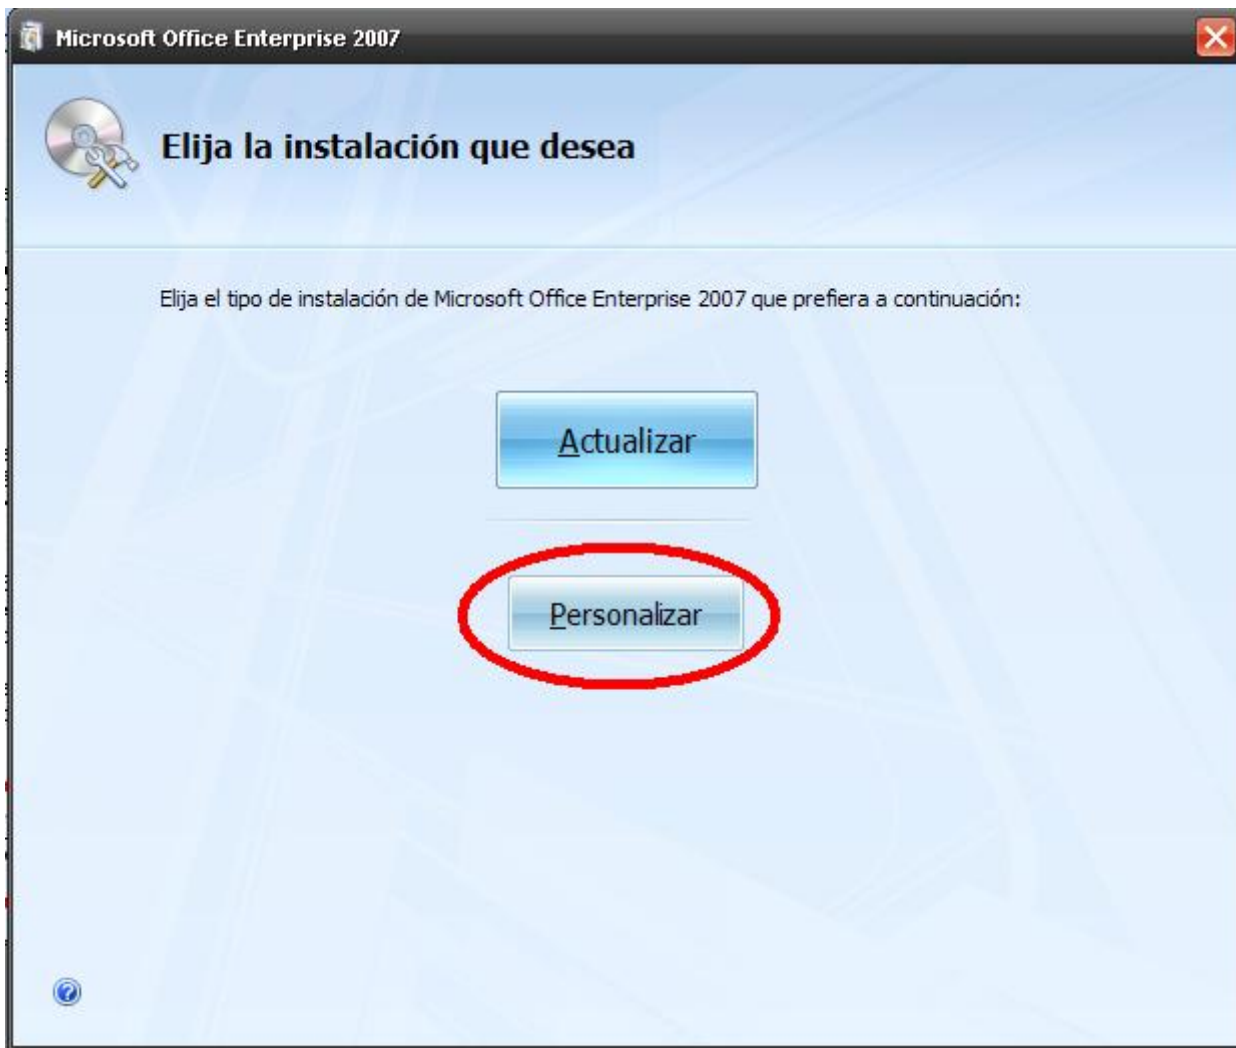 Microsoft Office Enterprise 2007
Elija la instalación que desea
Elija el tipo de instalación de Microsoft Office Enterprise 2007 que prefiera a continuación:
Actualizar
Personalizar